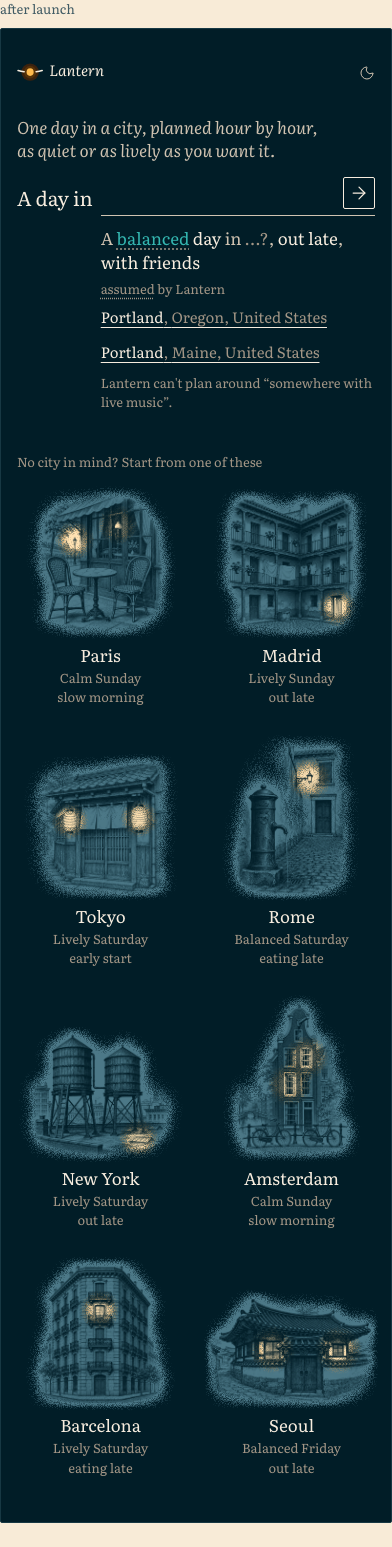 after launch
Lantern
One day in a city, planned hour by hour,
as quiet or as lively as you want it.
A day in
A balanced day in …?, out late,
with friends
assumed by Lantern
Portland, Oregon, United States
Portland, Maine, United States
Lantern can't plan around “somewhere with
live music”.
No city in mind? Start from one of these
Paris
Calm Sunday
slow morning
Madrid
Lively Sunday
out late
Tokyo
Lively Saturday
early start
Rome
Balanced Saturday
eating late
New York
Lively Saturday
out late
Amsterdam
Calm Sunday
slow morning
Barcelona
Lively Saturday
eating late
Seoul
Balanced Friday
out late